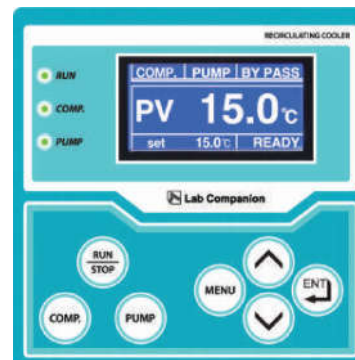 RECIRCULATING COOLER
RUN
COMP.
PUMP
COMP. PUMP BY PASS
PV 15.0℃
set 15.0℃ READY
Lab Companion
RUN
STOP
MENU
ENT
COMP.
PUMP